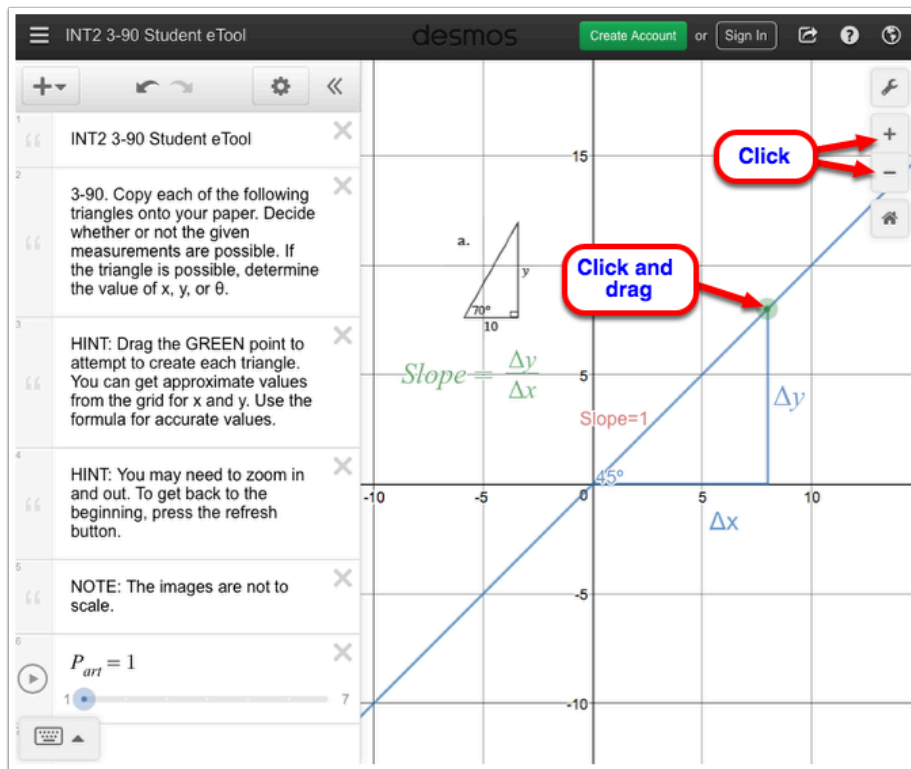 INT2 3-90 Student eTool
desmos
Create Account
or
Sign In
1
INT2 3-90 Student eTool
2
3-90. Copy each of the following
triangles onto your paper. Decide
whether or not the given
measurements are possible. If
the triangle is possible, determine
the value of x, y, or θ.
3
HINT: Drag the GREEN point to
attempt to create each triangle.
You can get approximate values
from the grid for x and y. Use the
formula for accurate values.
4
HINT: You may need to zoom in
and out. To get back to the
beginning, press the refresh
button.
5
NOTE: The images are not to
scale.
6
P_art = 1
1
7
a.
y
70°
10
Slope = Δy/Δx
Slope=1
45°
Δy
Δx
15
5
-10
-5
0
5
10
-5
-10
Click
Click and
drag